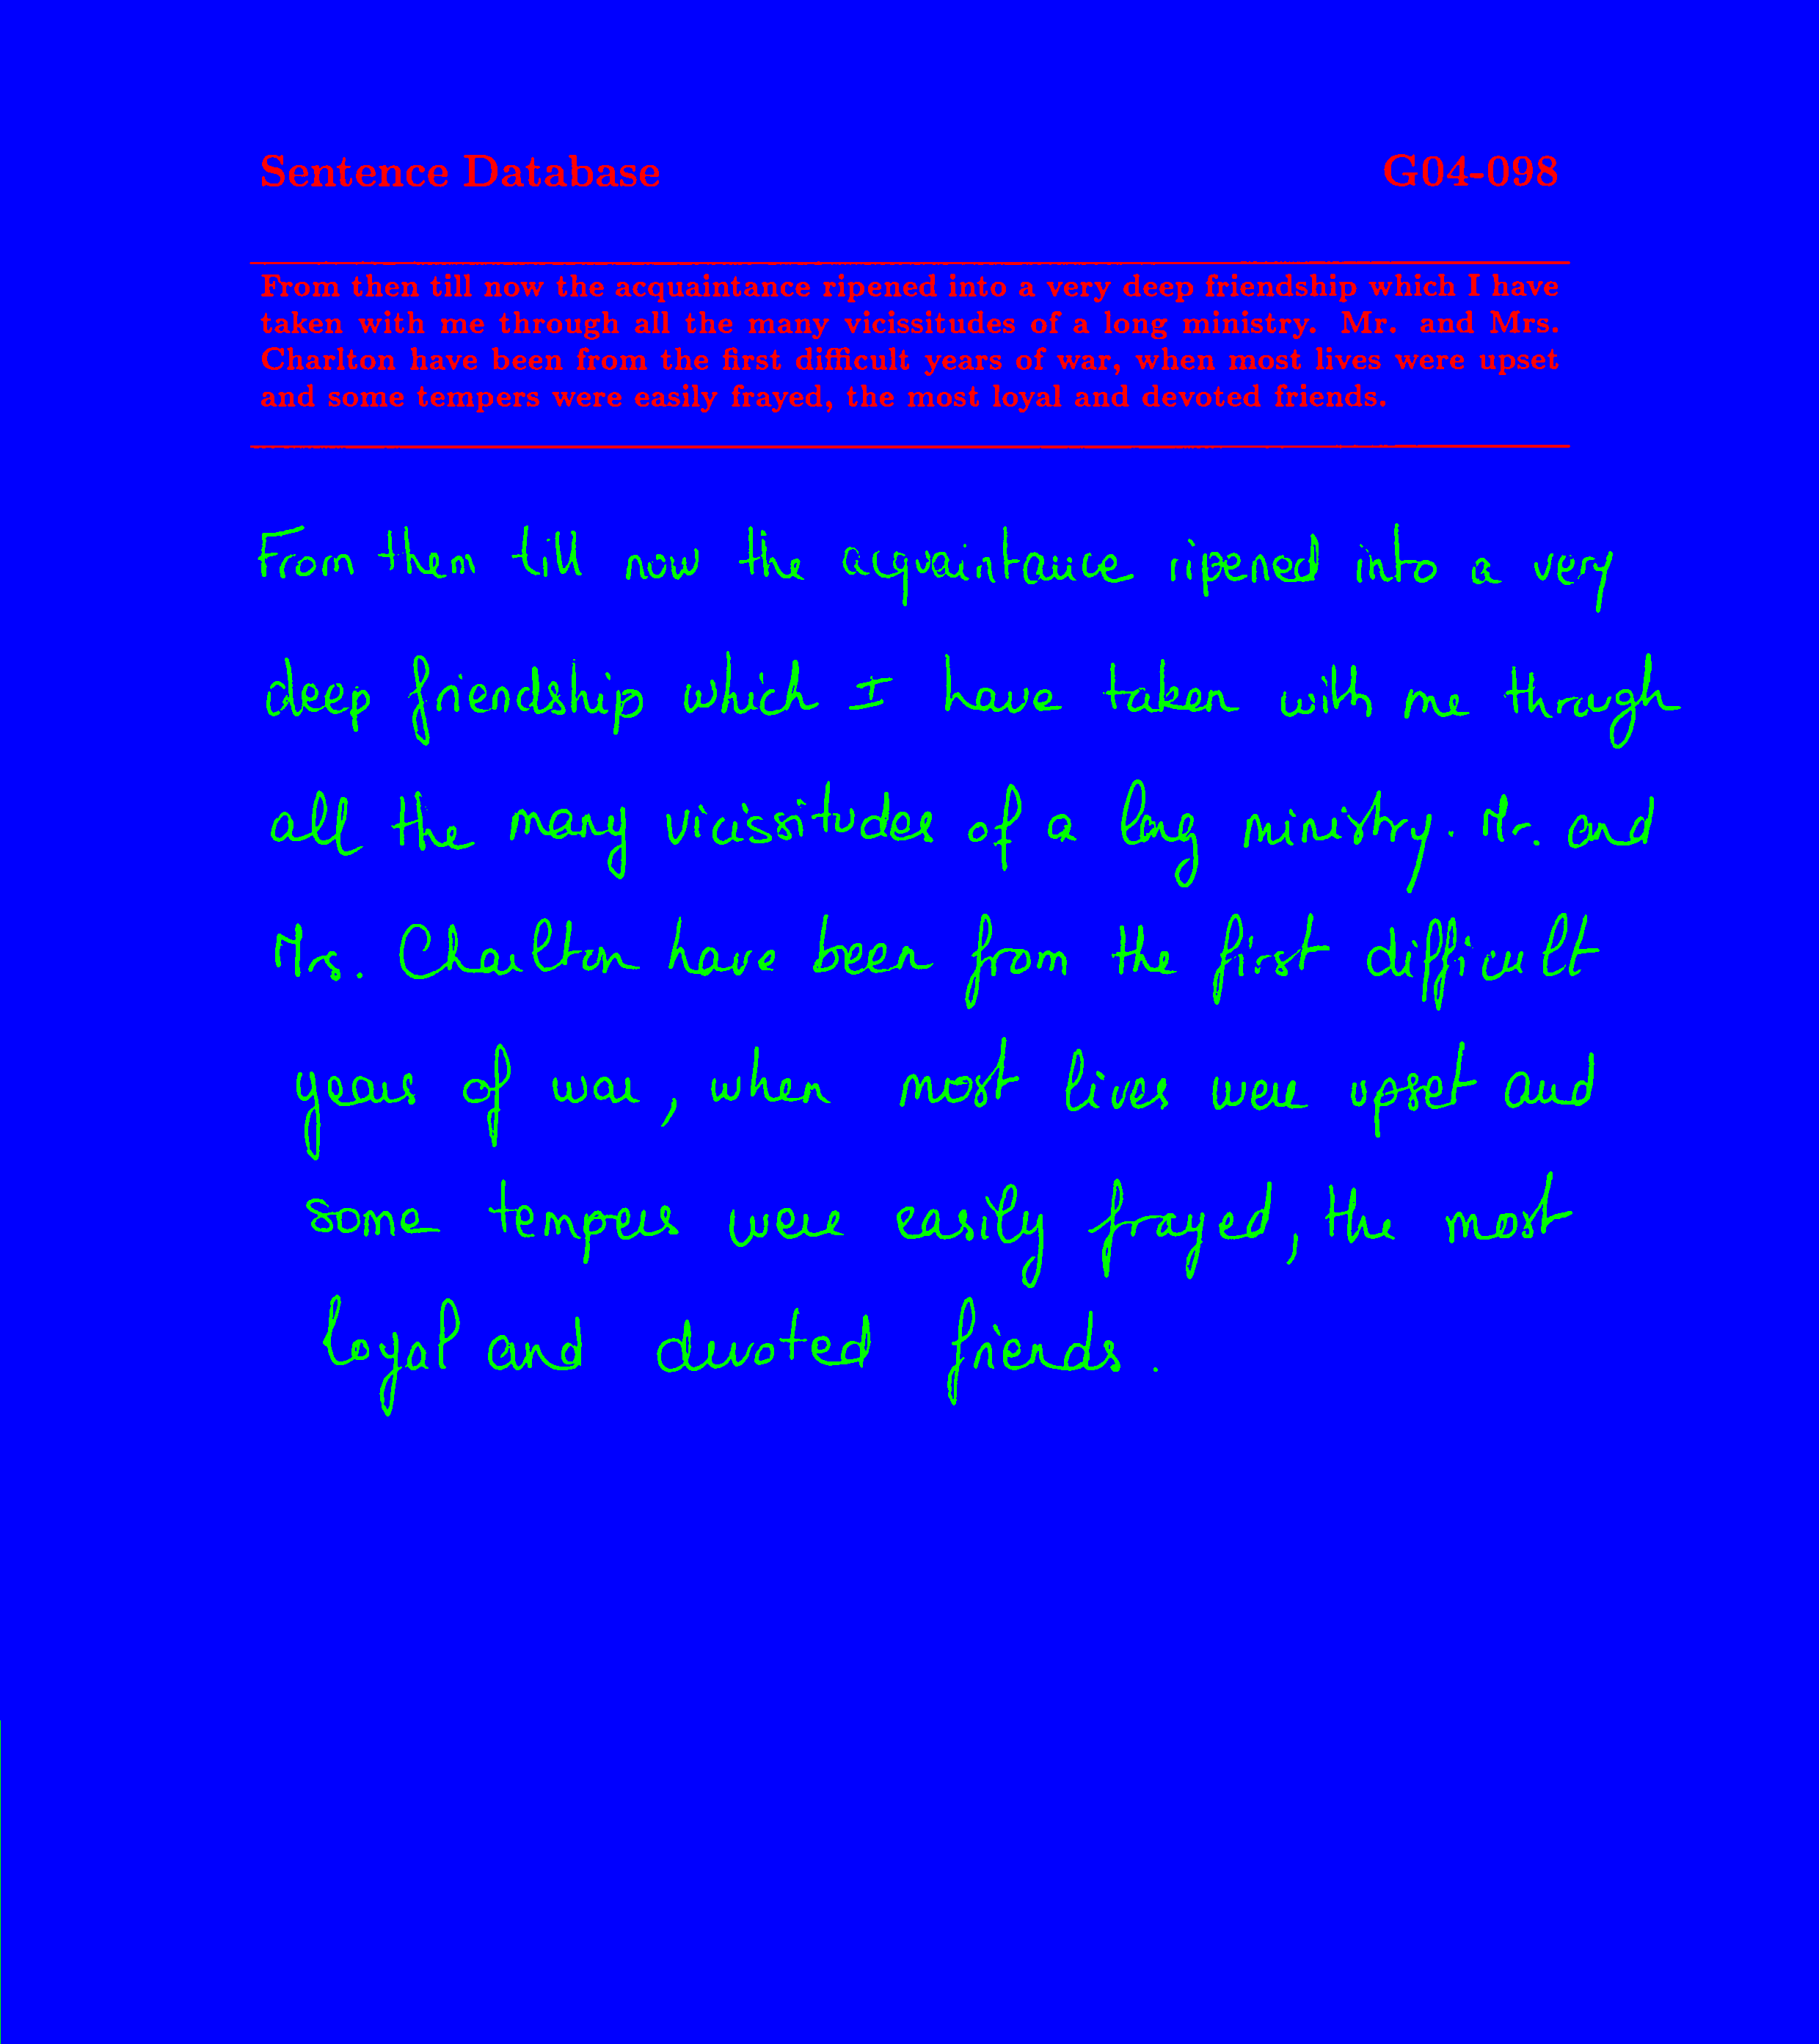 Sentence Database G04-098
From then till now the acquaintance ripened into a very deep friendship which I have
taken with me through all the many vicissitudes of a long ministry. Mr. and Mrs.
Charlton have been from the first difficult years of war, when most lives were upset
and some tempers were easily frayed, the most loyal and devoted friends.
From them till now the acquaintance ripened into a very
deep friendship which I have taken with me through
all the many vicissitudes of a long ministry. Mr. and
Mrs. Charlton have been from the first difficult
years of war, when most lives were upset and
some tempers were easily frayed, the most
loyal and devoted friends.